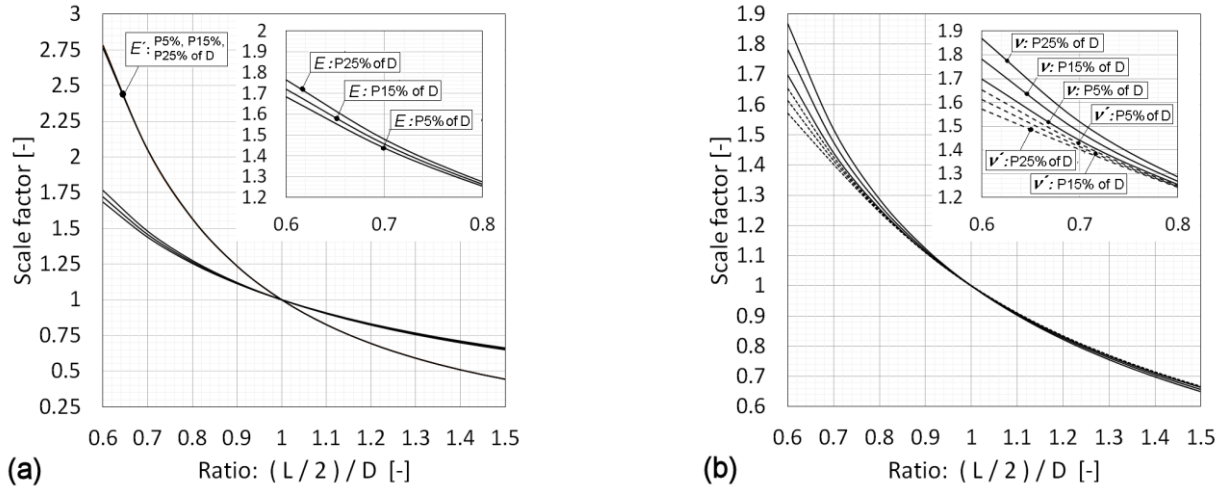 3
2.75
2.5
2.25
2
1.75
1.5
1.25
1
0.75
0.5
0.25
Scale factor [-]
E´: P5%, P15%,
P25% of D
2
1.9
1.8
1.7
1.6
1.5
1.4
1.3
1.2
E: P25% of D
E: P15% of D
E: P5% of D
0.6 0.7 0.8
0.6 0.7 0.8 0.9 1 1.1 1.2 1.3 1.4 1.5
Ratio: ( L / 2 ) / D [-]
(a)
1.9
1.8
1.7
1.6
1.5
1.4
1.3
1.2
1.1
1
0.9
0.8
0.7
0.6
Scale factor [-]
1.9
1.8
1.7
1.6
1.5
1.4
1.3
1.2
ν: P25% of D
ν: P15% of D
ν: P5% of D
ν´: P5% of D
ν´: P25% of D
ν´: P15% of D
0.6 0.7 0.8
0.6 0.7 0.8 0.9 1 1.1 1.2 1.3 1.4 1.5
Ratio: ( L / 2 ) / D [-]
(b)